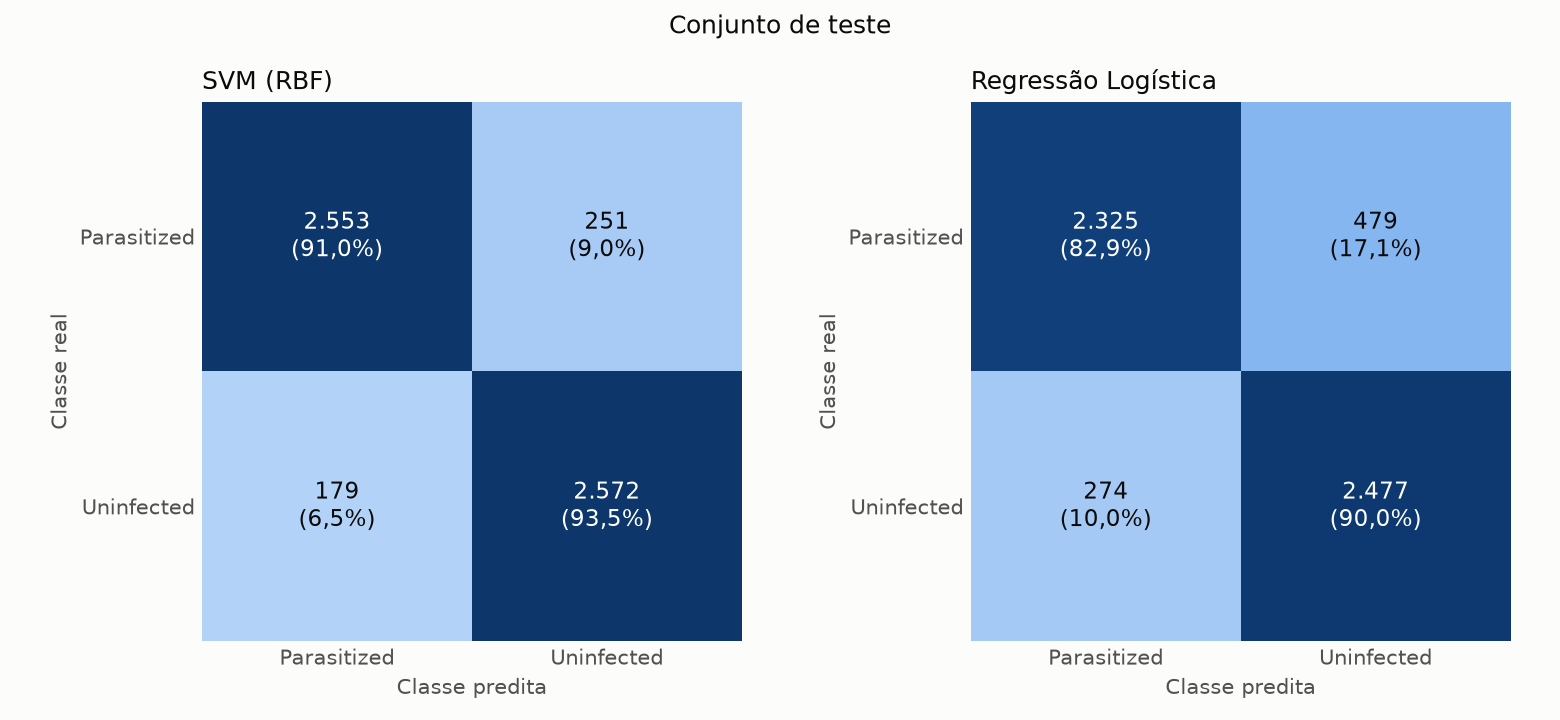 Conjunto de teste
SVM (RBF)
Classe real
Parasitized
Uninfected
2.553
(91,0%)
251
(9,0%)
179
(6,5%)
2.572
(93,5%)
Parasitized
Uninfected
Classe predita
Regressão Logística
Classe real
Parasitized
Uninfected
2.325
(82,9%)
479
(17,1%)
274
(10,0%)
2.477
(90,0%)
Parasitized
Uninfected
Classe predita